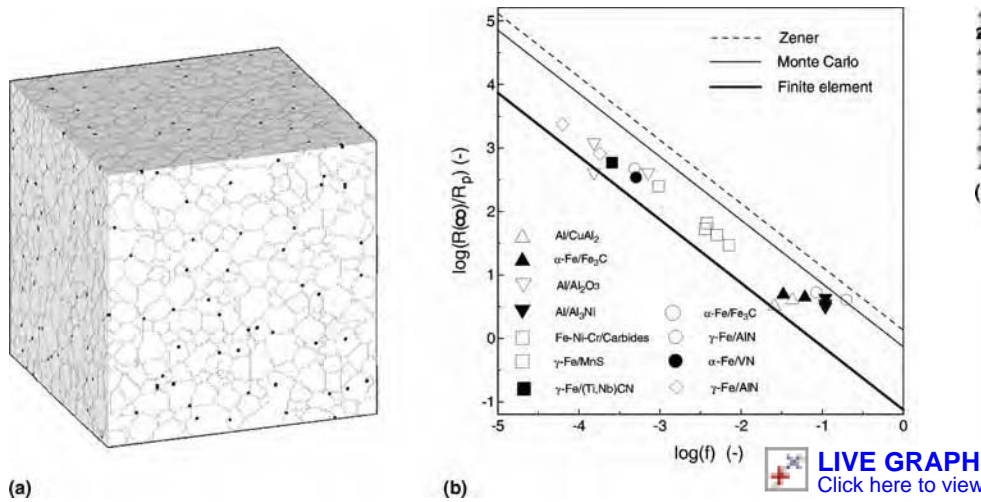 5
4
3
2
1
0
-1
-5
-4
-3
-2
-1
0
log(R(∞)/Rp) (-)
log(f) (-)
Zener
Monte Carlo
Finite element
Al/CuAl2
α-Fe/Fe3C
Al/Al2O3
Al/Al3Ni
Fe-Ni-Cr/Carbides
γ-Fe/MnS
γ-Fe/(Ti,Nb)CN
α-Fe/Fe3C
γ-Fe/AlN
α-Fe/VN
γ-Fe/AlN
(a)
(b)
2
(
LIVE GRAPH
Click here to view